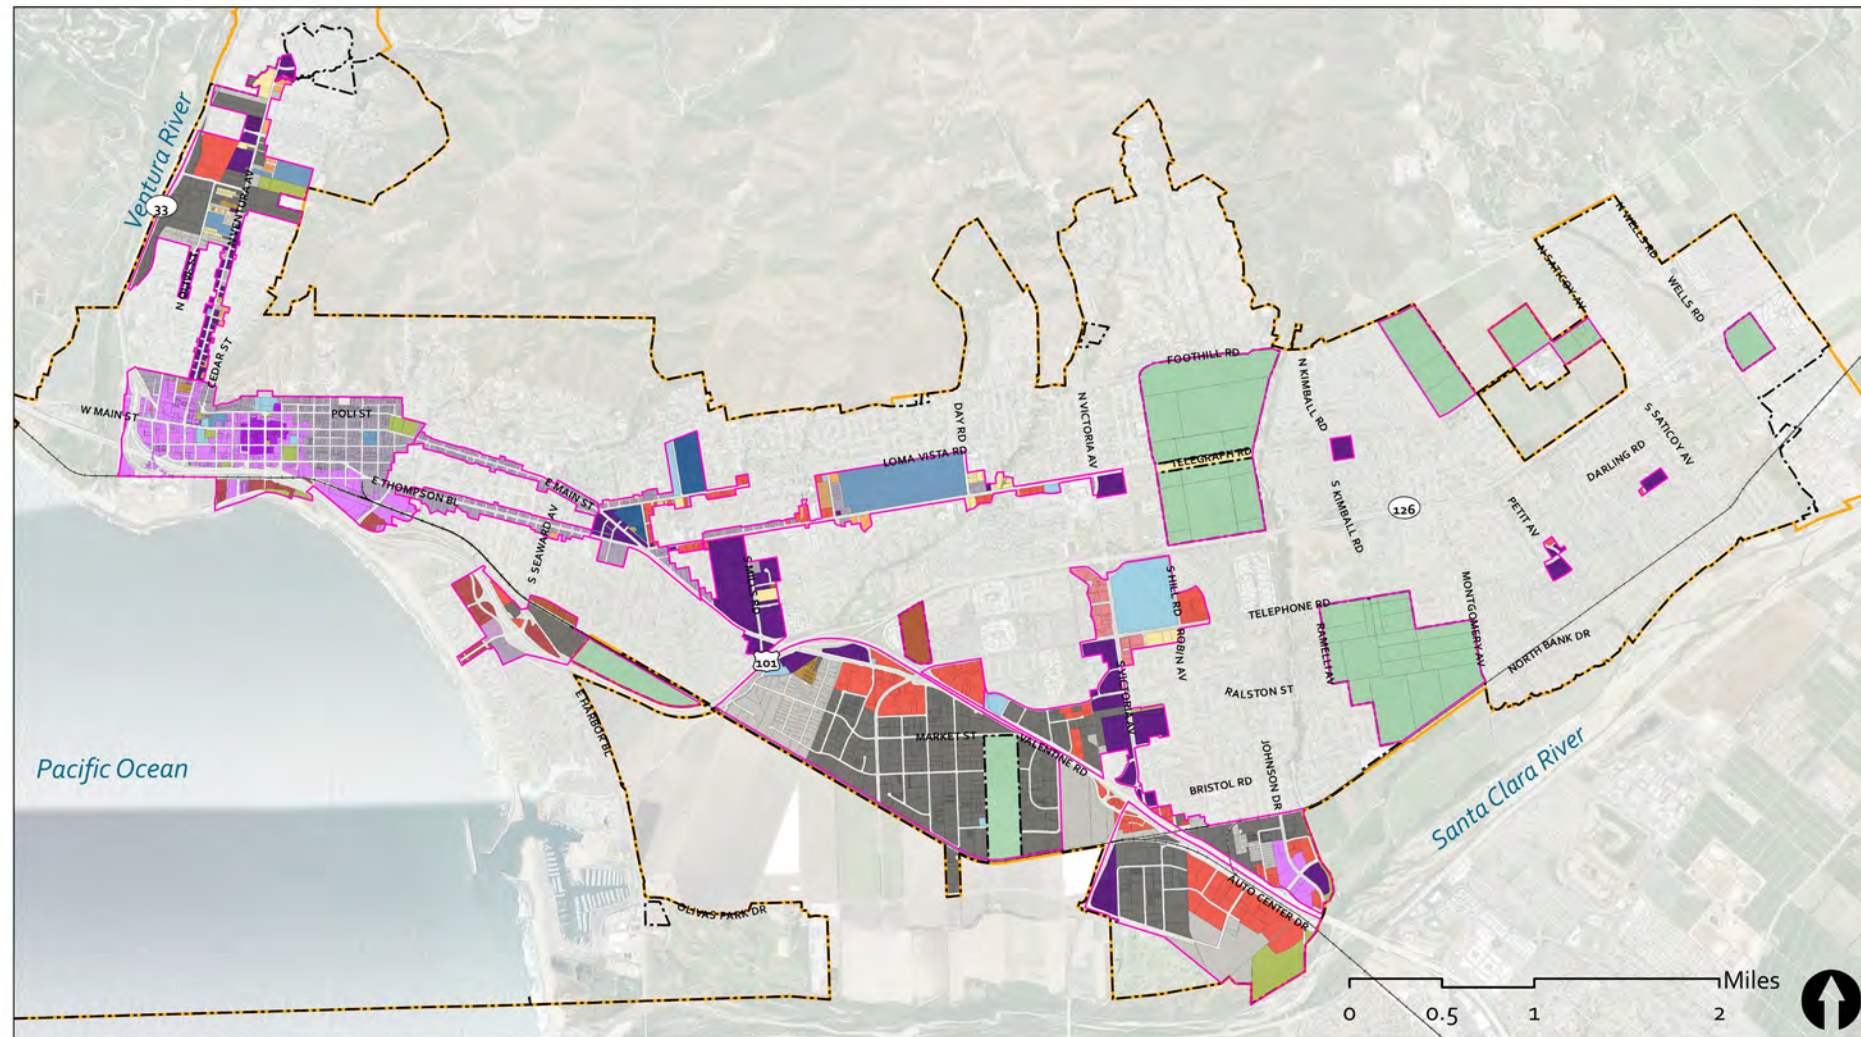 Ventura River
33
N OLIVE ST
N VENTURA AV
CEDAR ST
W MAIN ST
POLI ST
E THOMPSON BL
E MAIN ST
S SEAWARD AV
LOMA VISTA RD
DAY RD
N VICTORIA AV
FOOTHILL RD
TELEGRAPH RD
N KIMBALL RD
S KIMBALL RD
126
N SATICOY AV
N WELLS RD
WELLS RD
S SATICOY AV
DARLING RD
PETIT AV
MONTGOMERY AV
NORTH BANK DR
TELEPHONE RD
RAMELLI AV
S HILL RD
ROBIN AV
S VICTORIA AV
RALSTON ST
S MILLS RD
101
MARKET ST
VALENTINE RD
BRISTOL RD
JOHNSON DR
E HARBOR BL
OLIVAS PARK DR
AUTO CENTER DR
Pacific Ocean
Santa Clara River
Miles
0 0.5 1 2